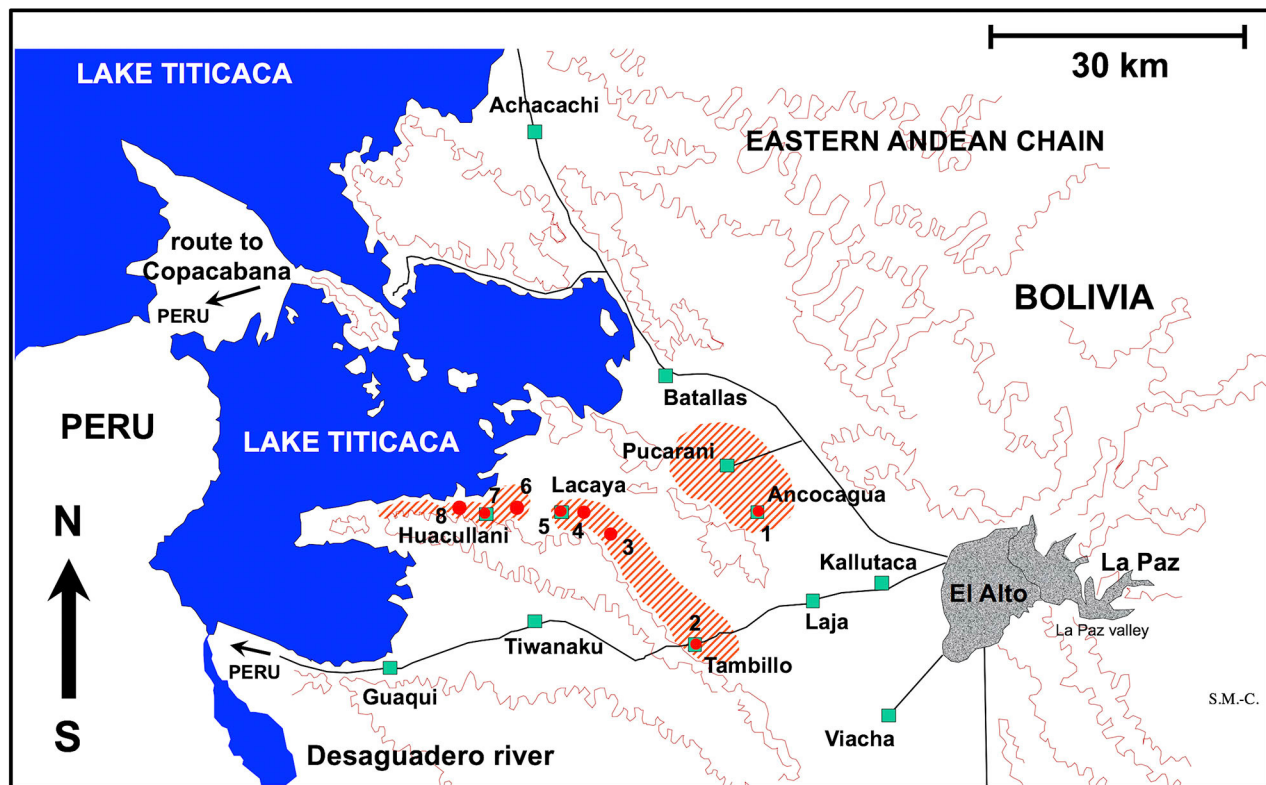 LAKE TITICACA
30 km
Achacachi
EASTERN ANDEAN CHAIN
route to
Copacabana
PERU
BOLIVIA
Batallas
PERU
LAKE TITICACA
Pucarani
Lacaya
Ancocagua
6
7
8
5
4
3
1
Huacullani
N
S
Kallutaca
La Paz
El Alto
Laja
La Paz valley
2
Tiwanaku
Tambillo
PERU
Guaqui
S.M.-C.
Viacha
Desaguadero river